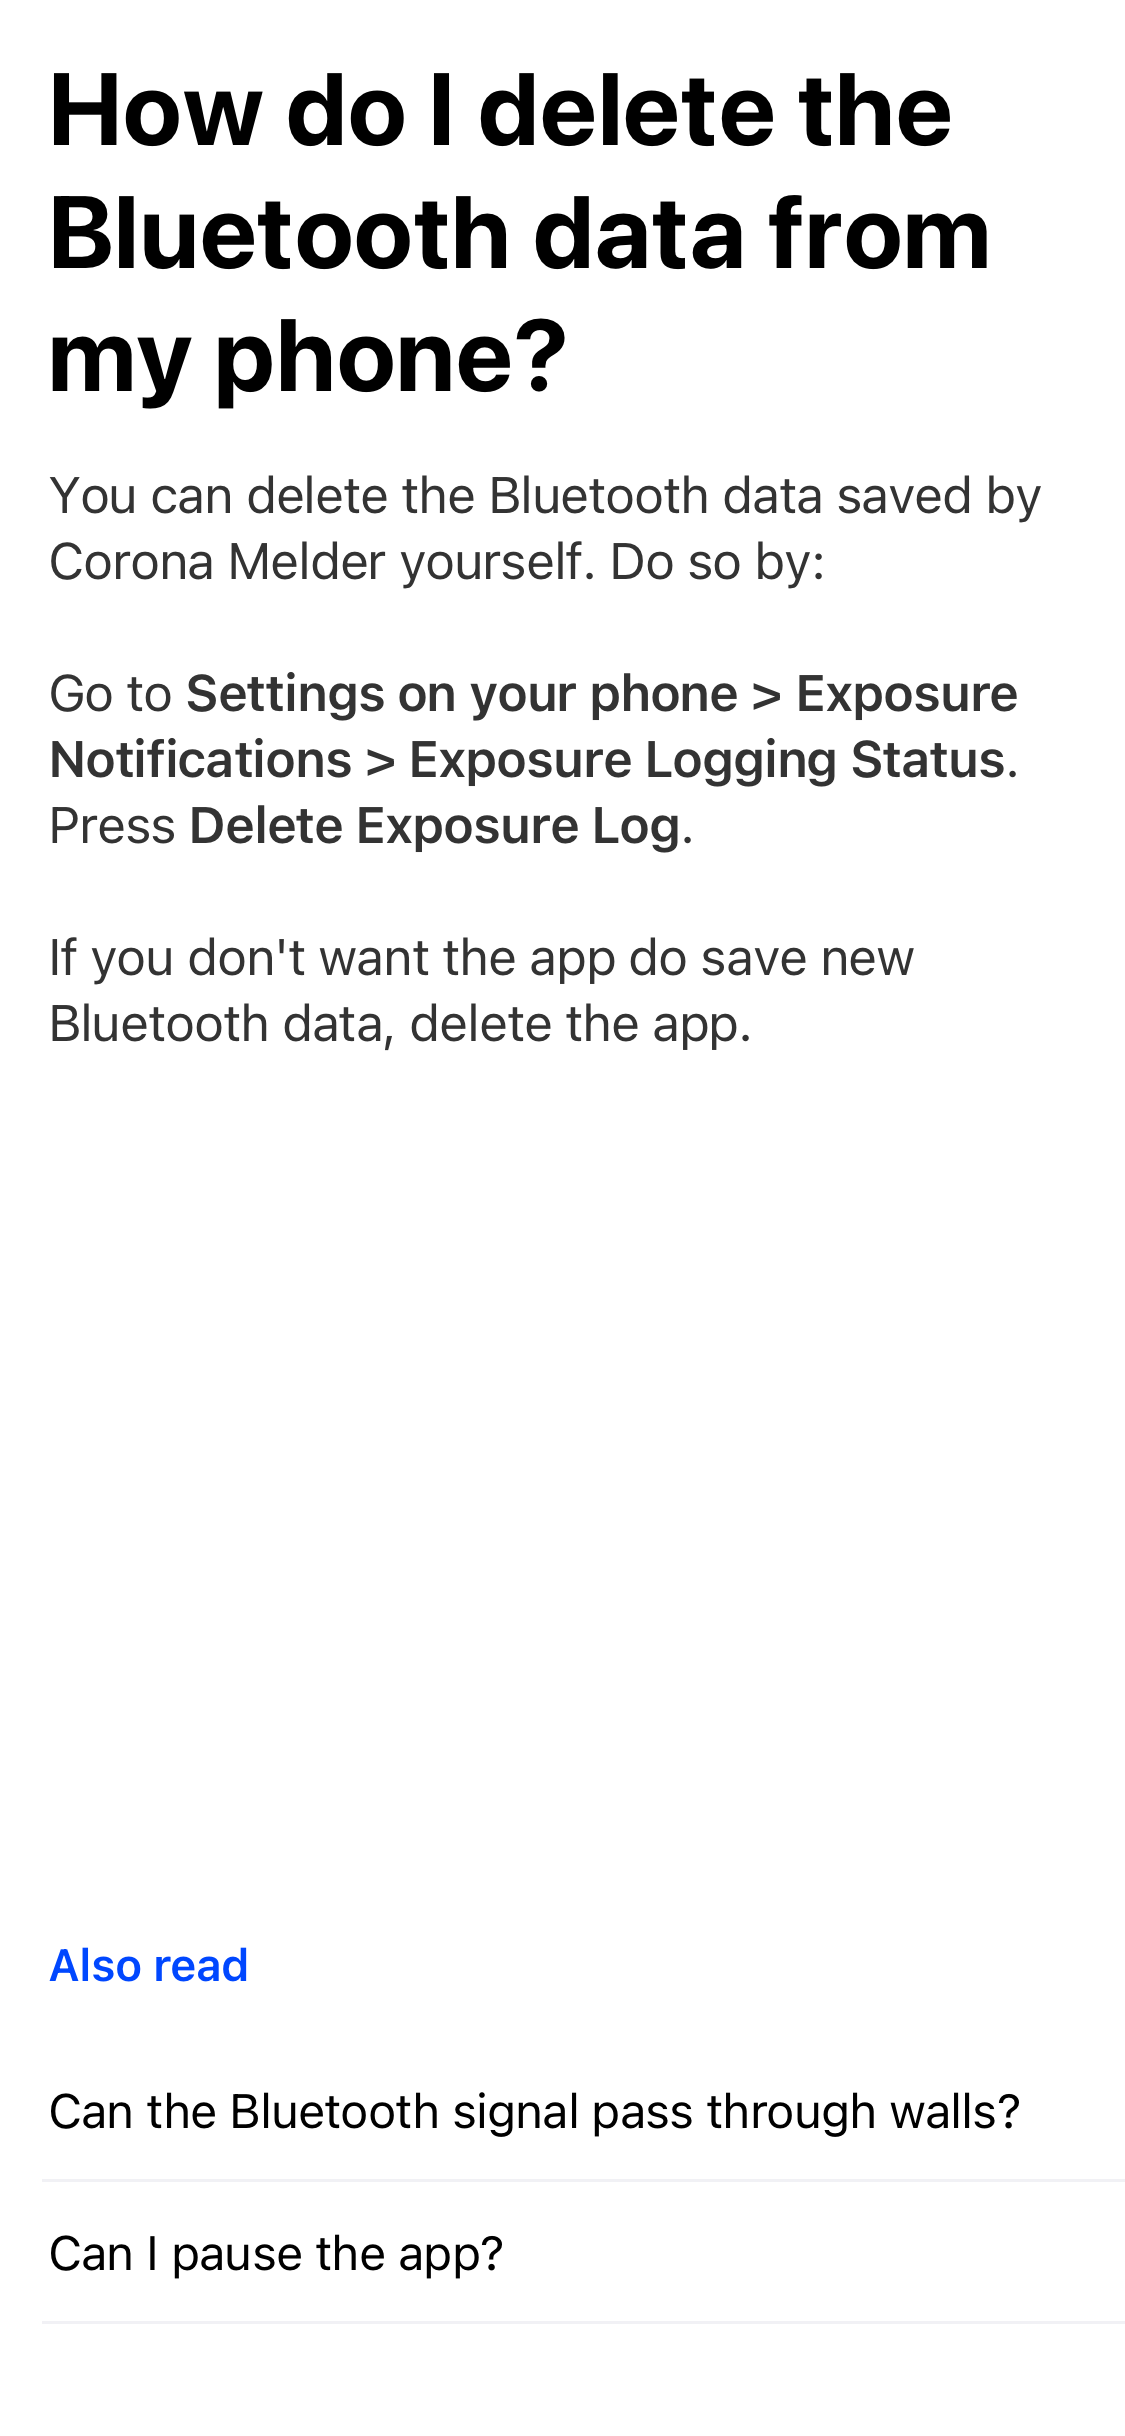 How do I delete the
Bluetooth data from
my phone?
You can delete the Bluetooth data saved by
Corona Melder yourself. Do so by:
Go to Settings on your phone > Exposure
Notifications > Exposure Logging Status.
Press Delete Exposure Log.
If you don't want the app do save new
Bluetooth data, delete the app.
Also read
Can the Bluetooth signal pass through walls?
Can I pause the app?